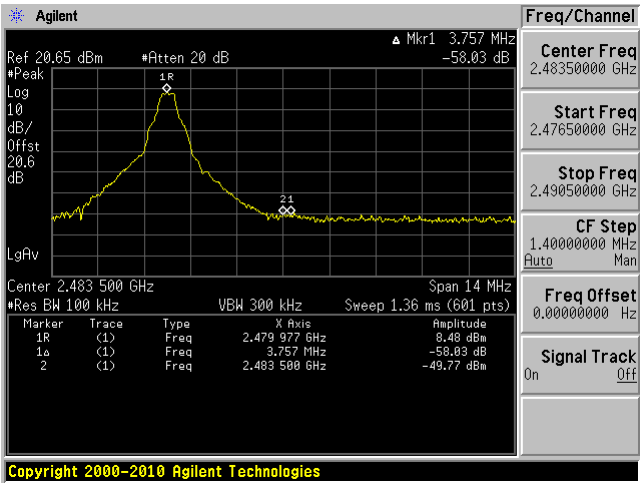 Agilent
Freq/Channel
▵ Mkr1 3.757 MHz
Ref 20.65 dBm #Atten 20 dB -58.03 dB
#Peak
Log
10
dB/
Offst
20.6
dB
LgAv
1R
21
Center 2.483 500 GHz Span 14 MHz
#Res BW 100 kHz VBW 300 kHz Sweep 1.36 ms (601 pts)
Marker Trace Type X Axis Amplitude
1R (1) Freq 2.479 977 GHz 8.48 dBm
1▵ (1) Freq 3.757 MHz -58.03 dB
2 (1) Freq 2.483 500 GHz -49.77 dBm
Center Freq
2.48350000 GHz
Start Freq
2.47650000 GHz
Stop Freq
2.49050000 GHz
CF Step
1.40000000 MHz
Auto Man
Freq Offset
0.00000000 Hz
Signal Track
On Off
Copyright 2000-2010 Agilent Technologies